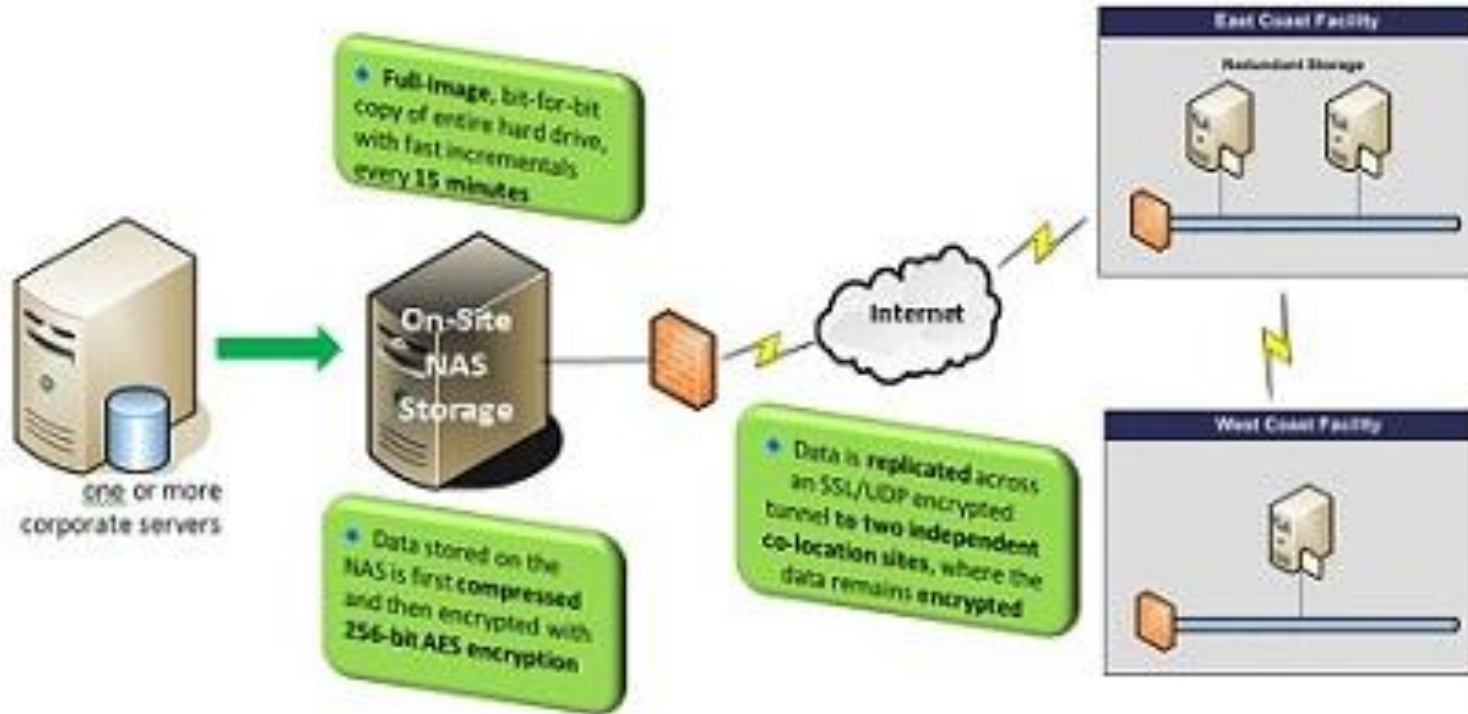 East Coast Facility
Redundant Storage
Full-Image, bit-for-bit
copy of entire hard drive,
with fast incrementals
every 15 minutes
On-Site
NAS
Storage
Internet
one or more
corporate servers
Data stored on the
NAS is first compressed
and then encrypted with
256-bit AES encryption
Data is replicated across
an SSL/UDP encrypted
tunnel to two independent
co-location sites, where the
data remains encrypted
West Coast Facility